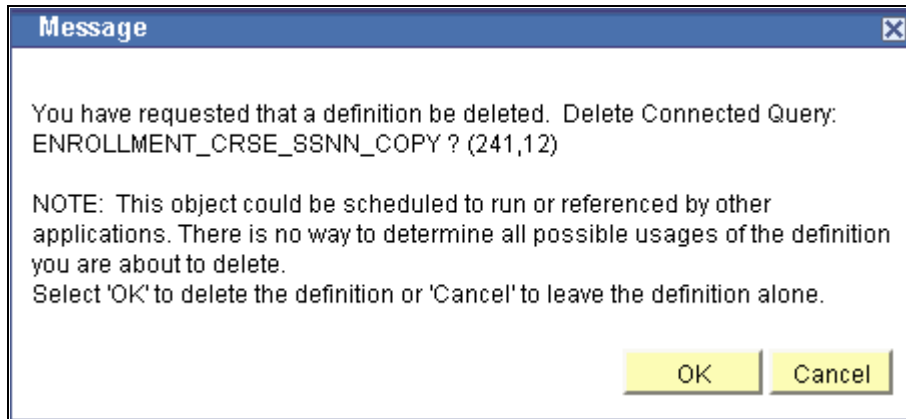 Message
You have requested that a definition be deleted. Delete Connected Query:
ENROLLMENT_CRSE_SSNN_COPY ? (241,12)
NOTE: This object could be scheduled to run or referenced by other
applications. There is no way to determine all possible usages of the definition
you are about to delete.
Select 'OK' to delete the definition or 'Cancel' to leave the definition alone.
OK Cancel